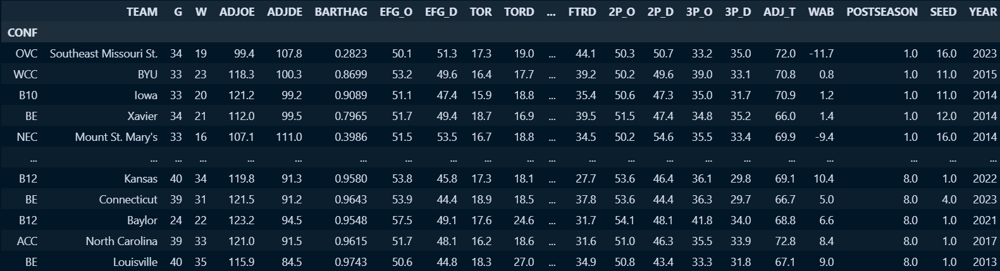 TEAM G W ADJOE ADJDE BARTHAG EFG_O EFG_D TOR TORD ... FTRD 2P_O 2P_D 3P_O 3P_D ADJ_T WAB POSTSEASON SEED YEAR
CONF
OVC Southeast Missouri St. 34 19 99.4 107.8 0.2823 50.1 51.3 17.3 19.0 ... 44.1 50.3 50.7 33.2 35.0 72.0 -11.7 1.0 16.0 2023
WCC BYU 33 23 118.3 100.3 0.8699 53.2 49.6 16.4 17.7 ... 39.2 50.2 49.6 39.0 33.1 70.8 0.8 1.0 11.0 2015
B10 Iowa 33 20 121.2 99.2 0.9089 51.1 47.4 15.9 18.8 ... 35.4 50.6 47.3 35.0 31.7 70.9 1.2 1.0 11.0 2014
BE Xavier 34 21 112.0 99.5 0.7965 51.7 49.4 18.7 16.9 ... 39.5 51.5 47.4 34.8 35.2 66.0 1.4 1.0 12.0 2014
NEC Mount St. Mary's 33 16 107.1 111.0 0.3986 51.5 53.5 16.7 18.8 ... 34.5 50.2 54.6 35.5 33.4 69.9 -9.4 1.0 16.0 2014
... ... ... ... ... ... ... ... ... ... ... ... ... ... ... ... ... ... ... ... ... ...
B12 Kansas 40 34 119.8 91.3 0.9580 53.8 45.8 17.3 18.1 ... 27.7 53.6 46.4 36.1 29.8 69.1 10.4 8.0 1.0 2022
BE Connecticut 39 31 121.5 91.2 0.9643 53.9 44.4 18.9 18.5 ... 37.8 53.6 44.4 36.3 29.7 66.7 5.0 8.0 4.0 2023
B12 Baylor 24 22 123.2 94.5 0.9548 57.5 49.1 17.6 24.6 ... 31.7 54.1 48.1 41.8 34.0 68.8 6.6 8.0 1.0 2021
ACC North Carolina 39 33 121.0 91.5 0.9615 51.7 48.1 16.2 18.6 ... 31.6 51.0 46.3 35.5 33.9 72.8 8.4 8.0 1.0 2017
BE Louisville 40 35 115.9 84.5 0.9743 50.6 44.8 18.3 27.0 ... 34.9 50.8 43.4 33.3 31.8 67.1 9.0 8.0 1.0 2013